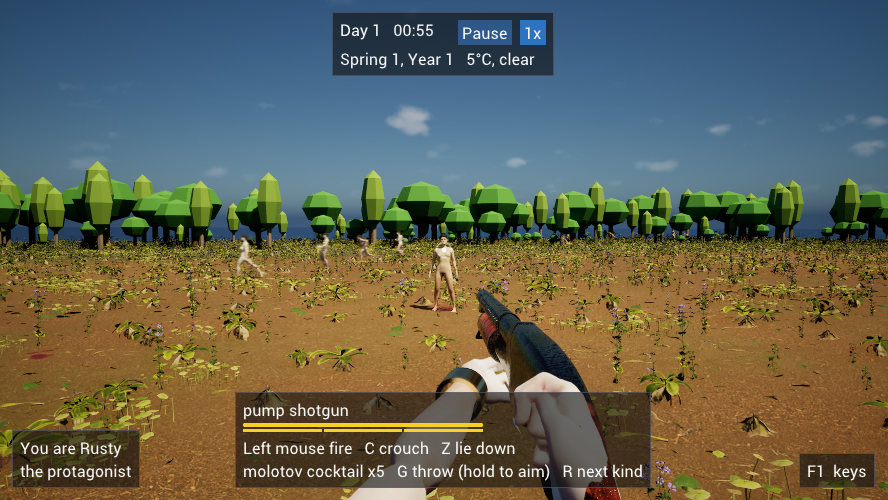 Day 1 00:55 Pause 1x
Spring 1, Year 1 5°C, clear
pump shotgun
Left mouse fire C crouch Z lie down
molotov cocktail x5 G throw (hold to aim) R next kind
You are Rusty
the protagonist
F1 keys